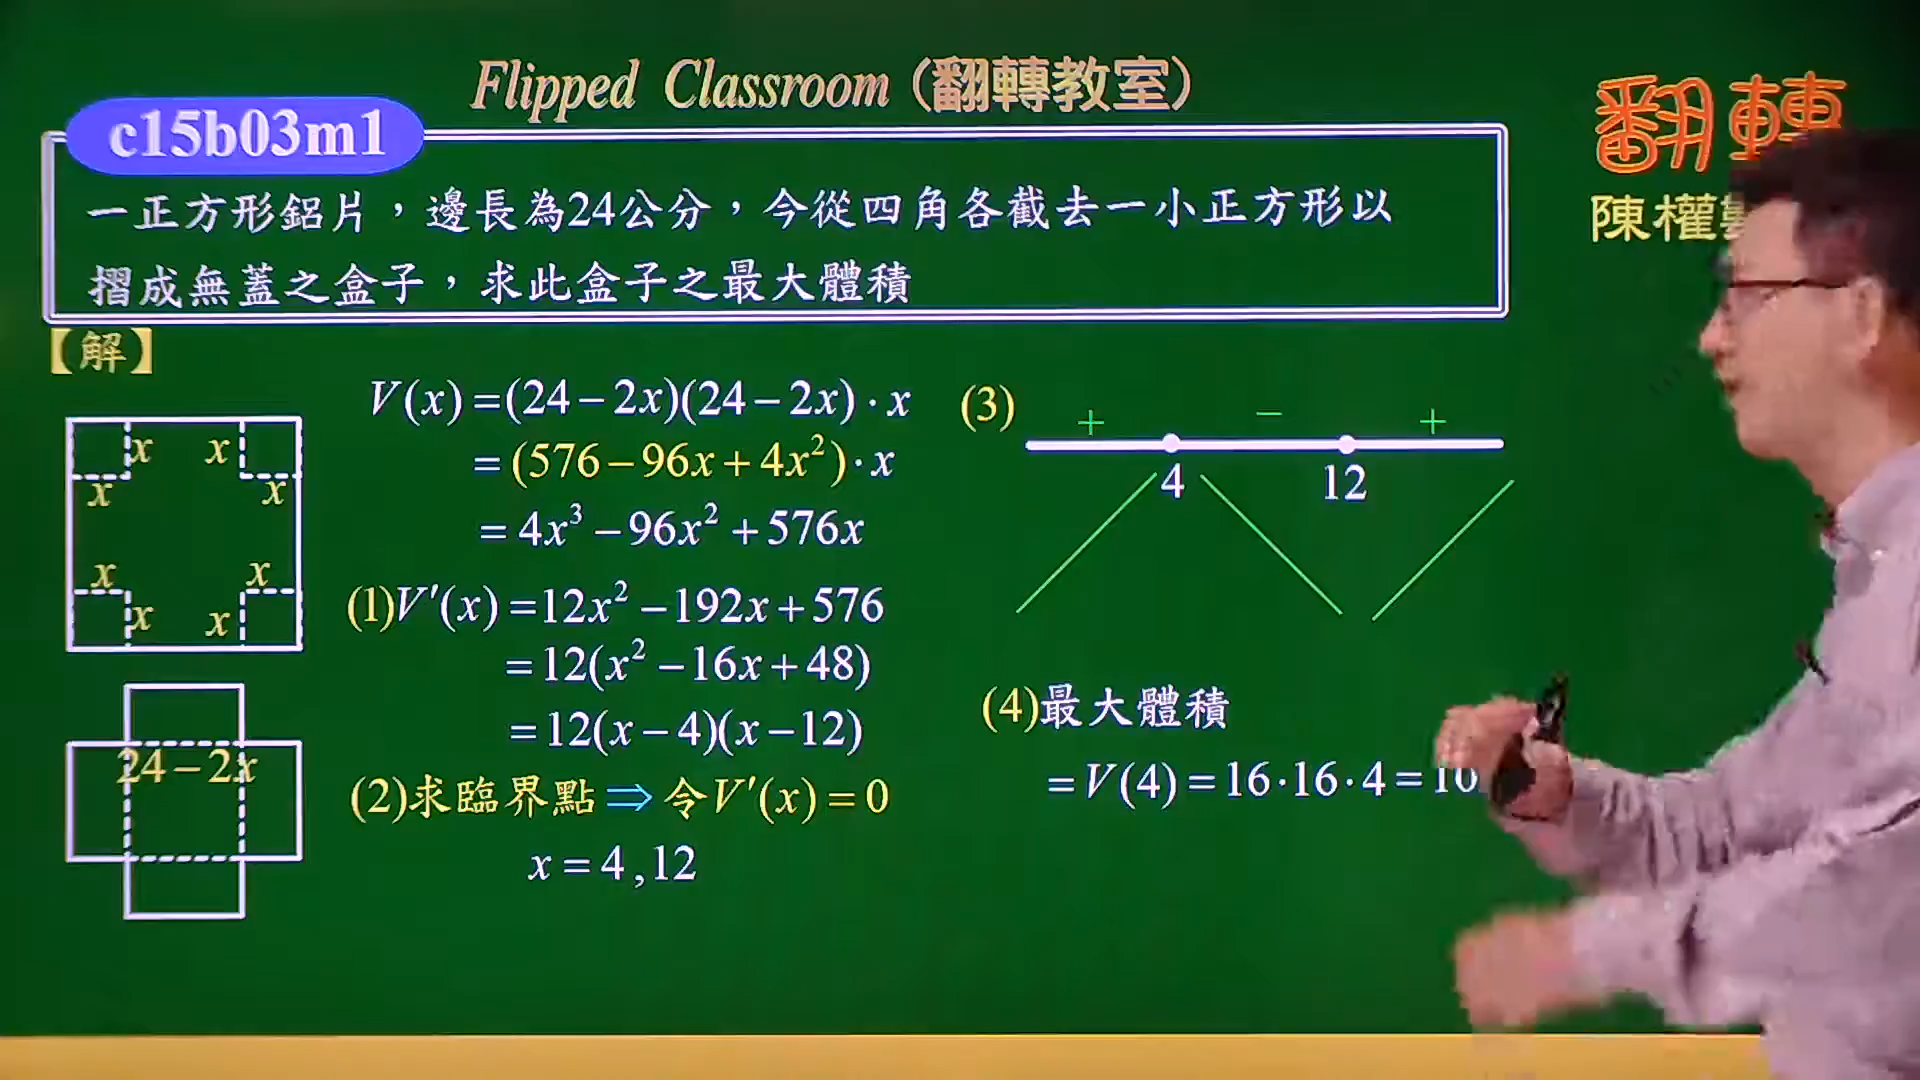 Flipped Classroom (翻轉教室)
翻轉
陳權
c15b03m1
一正方形鋁片，邊長為24公分，今從四角各截去一小正方形以
摺成無蓋之盒子，求此盒子之最大體積
【解】
x x
x x
x x
x x
24－2x
V(x) =(24－2x)(24－2x)·x
=(576－96x+4x²)·x
=4x³－96x²+576x
(1)V′(x)=12x²－192x+576
=12(x²－16x+48)
=12(x－4)(x－12)
(2)求臨界點⇒令V′(x)=0
x=4,12
(3)
+ － +
4 12
(4)最大體積
=V(4)=16·16·4=10